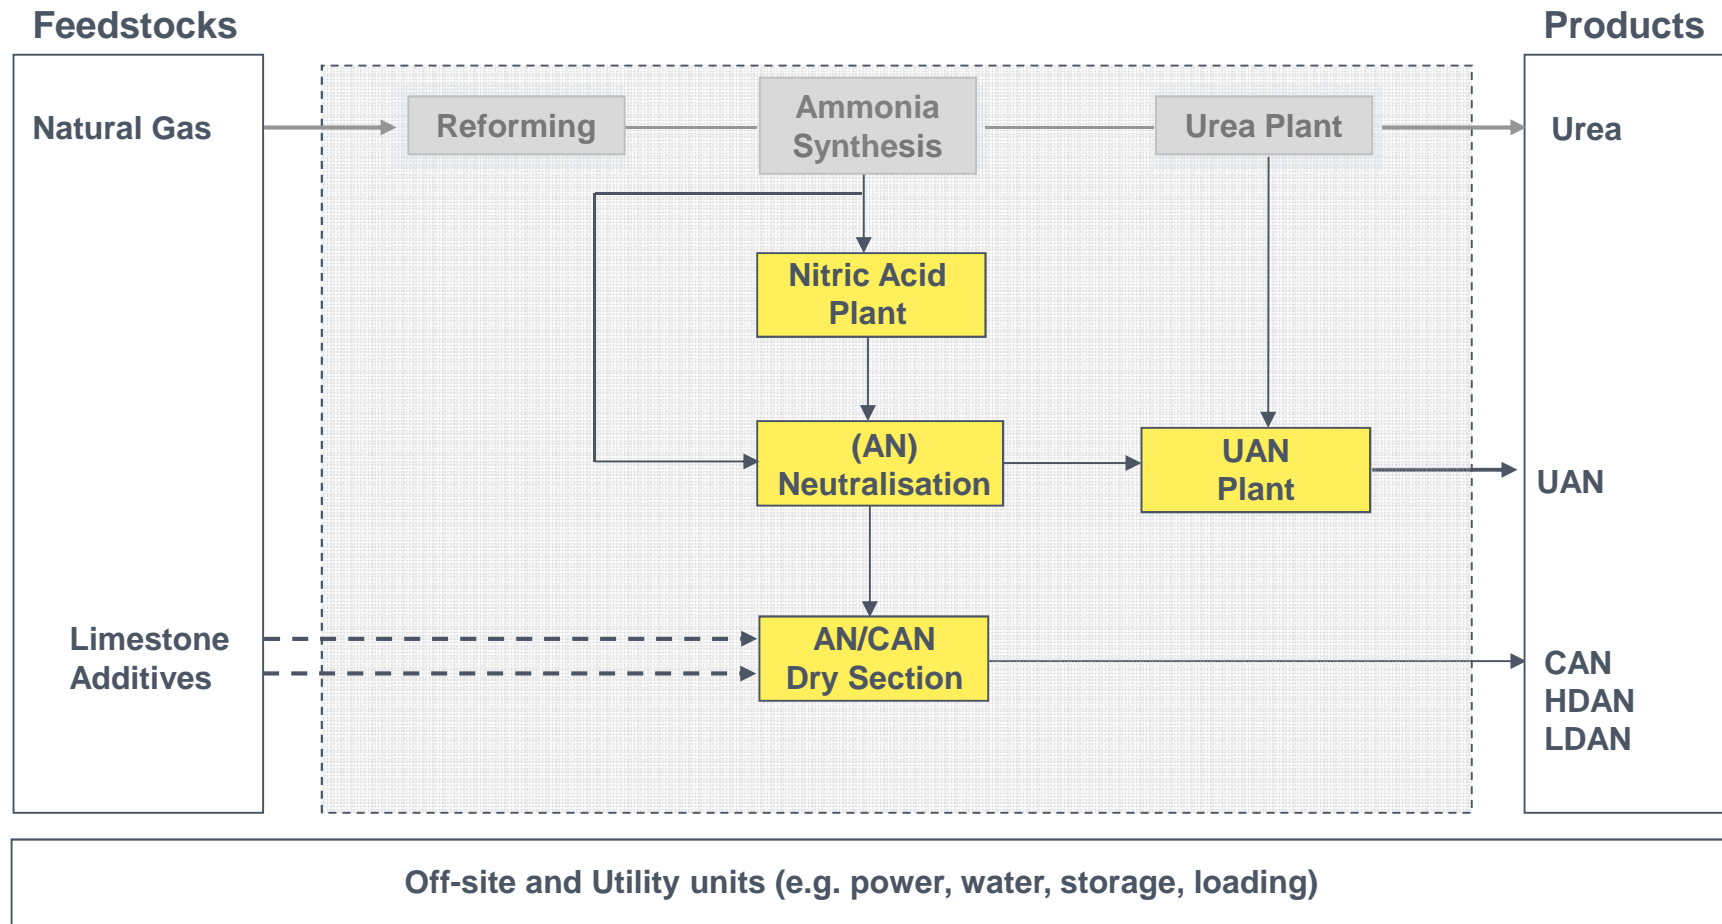 Feedstocks
Products
Natural Gas
Reforming
Ammonia
Synthesis
Urea Plant
Urea
Nitric Acid
Plant
(AN)
Neutralisation
UAN
Plant
UAN
Limestone
Additives
AN/CAN
Dry Section
CAN
HDAN
LDAN
Off-site and Utility units (e.g. power, water, storage, loading)